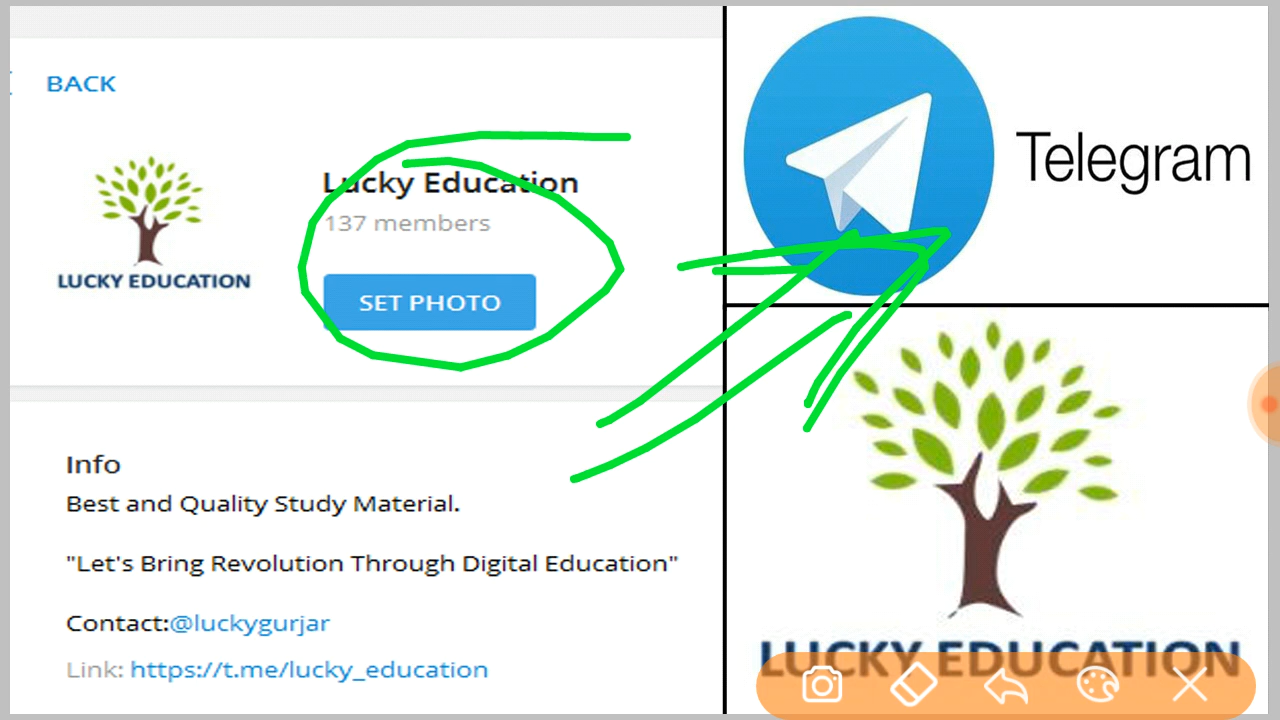 BACK
LUCKY EDUCATION
Lucky Education
137 members
SET PHOTO
Info
Best and Quality Study Material.
"Let's Bring Revolution Through Digital Education"
Contact:@luckygurjar
Link: https://t.me/lucky_education
Telegram
LUCKY EDUCATION